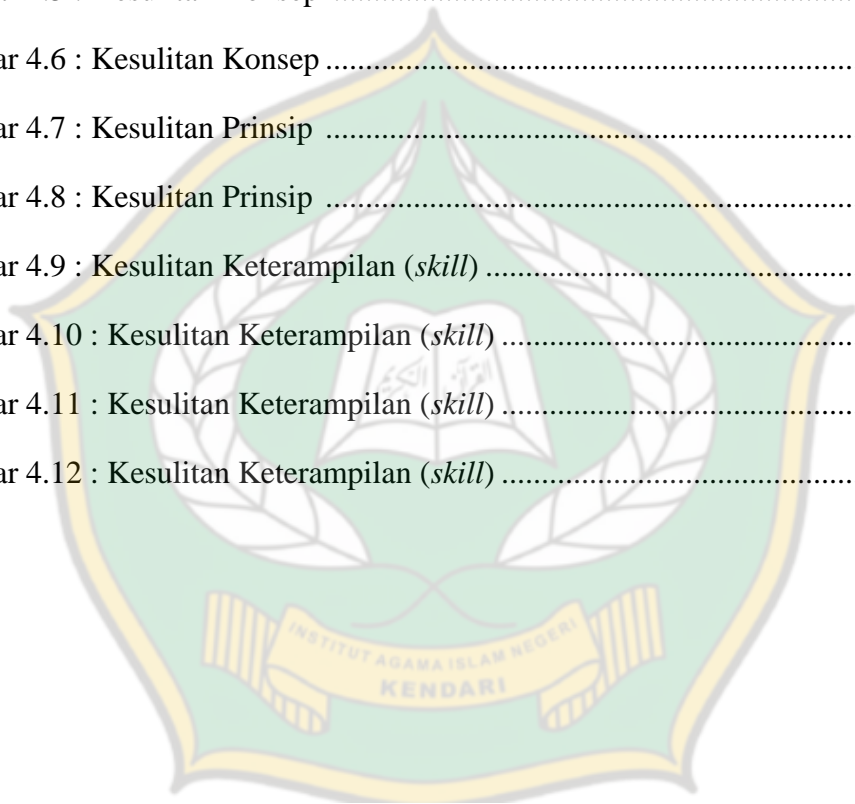 ar 4.6 : Kesulitan Konsep ................................................................
ar 4.7 : Kesulitan Prinsip ................................................................
ar 4.8 : Kesulitan Prinsip ................................................................
ar 4.9 : Kesulitan Keterampilan (skill) ..............................................
ar 4.10 : Kesulitan Keterampilan (skill) ............................................
ar 4.11 : Kesulitan Keterampilan (skill) ............................................
ar 4.12 : Kesulitan Keterampilan (skill) ............................................
القرآن الكريم
INSTITUT AGAMA ISLAM NEGERI
KENDARI